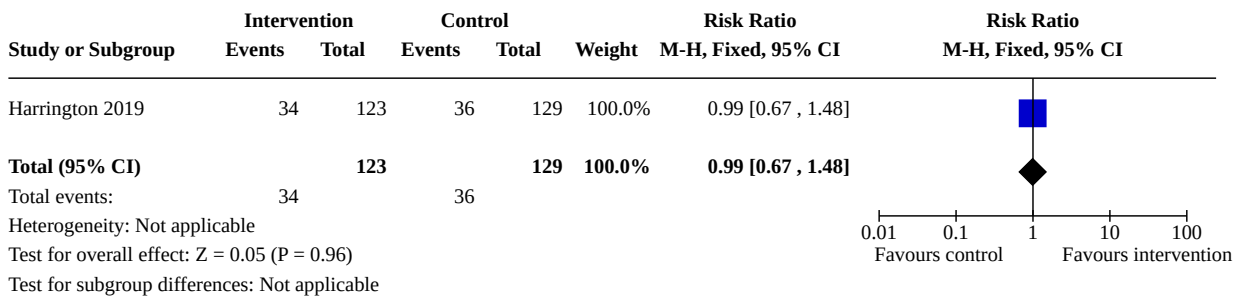 Intervention Control Risk Ratio Risk Ratio
Study or Subgroup Events Total Events Total Weight M-H, Fixed, 95% CI M-H, Fixed, 95% CI
Harrington 2019 34 123 36 129 100.0% 0.99 [0.67 , 1.48]
Total (95% CI) 123 129 100.0% 0.99 [0.67 , 1.48]
Total events: 34 36
Heterogeneity: Not applicable
Test for overall effect: Z = 0.05 (P = 0.96)
Test for subgroup differences: Not applicable
0.01 0.1 1 10 100
Favours control Favours intervention